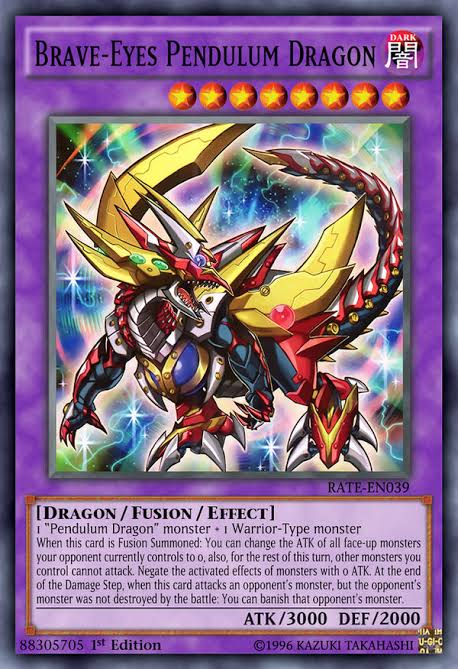 BRAVE-EYES PENDULUM DRAGON
DARK
闇
RATE-EN039
[DRAGON / FUSION / EFFECT]
1 "Pendulum Dragon" monster + 1 Warrior-Type monster
When this card is Fusion Summoned: You can change the ATK of all face-up monsters
your opponent currently controls to 0, also, for the rest of this turn, other monsters you
control cannot attack. Negate the activated effects of monsters with 0 ATK. At the end
of the Damage Step, when this card attacks an opponent's monster, but the opponent's
monster was not destroyed by the battle: You can banish that opponent's monster.
ATK/3000 DEF/2000
88305705 1st Edition ©1996 KAZUKI TAKAHASHI